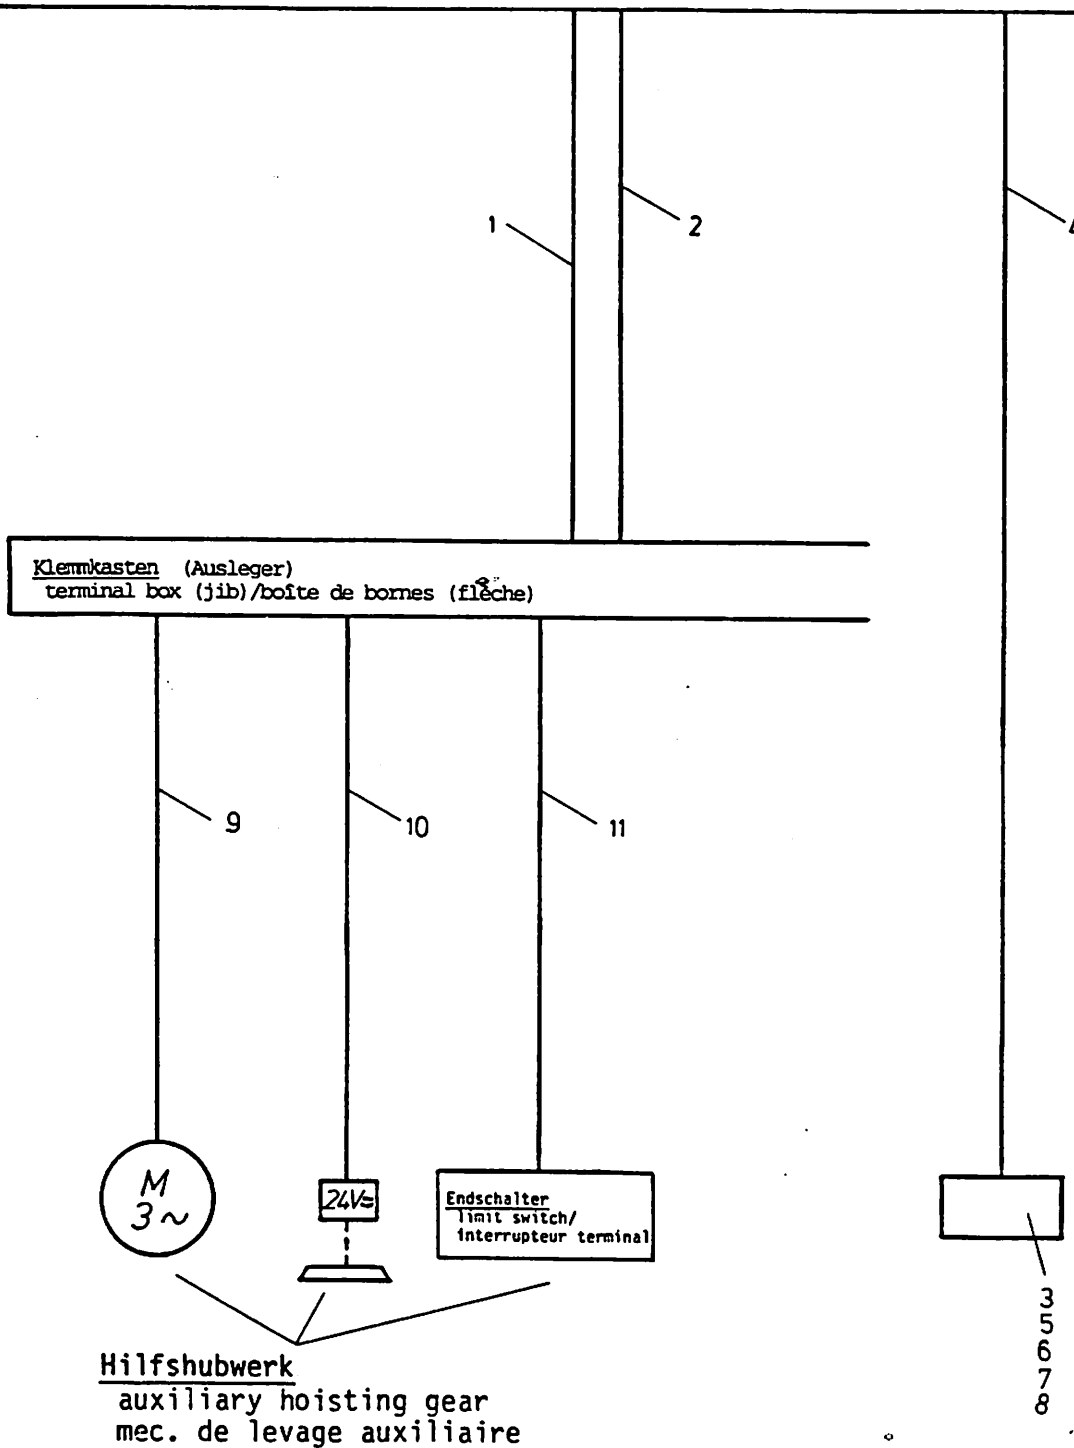 1
2
Klemmkasten (Ausleger)
terminal box (jib)/boîte de bornes (flèche)
9
10
11
M
3~
24V=
Endschalter
limit switch/
interrupteur terminal
3
5
6
7
8
Hilfshubwerk
auxiliary hoisting gear
mec. de levage auxiliaire